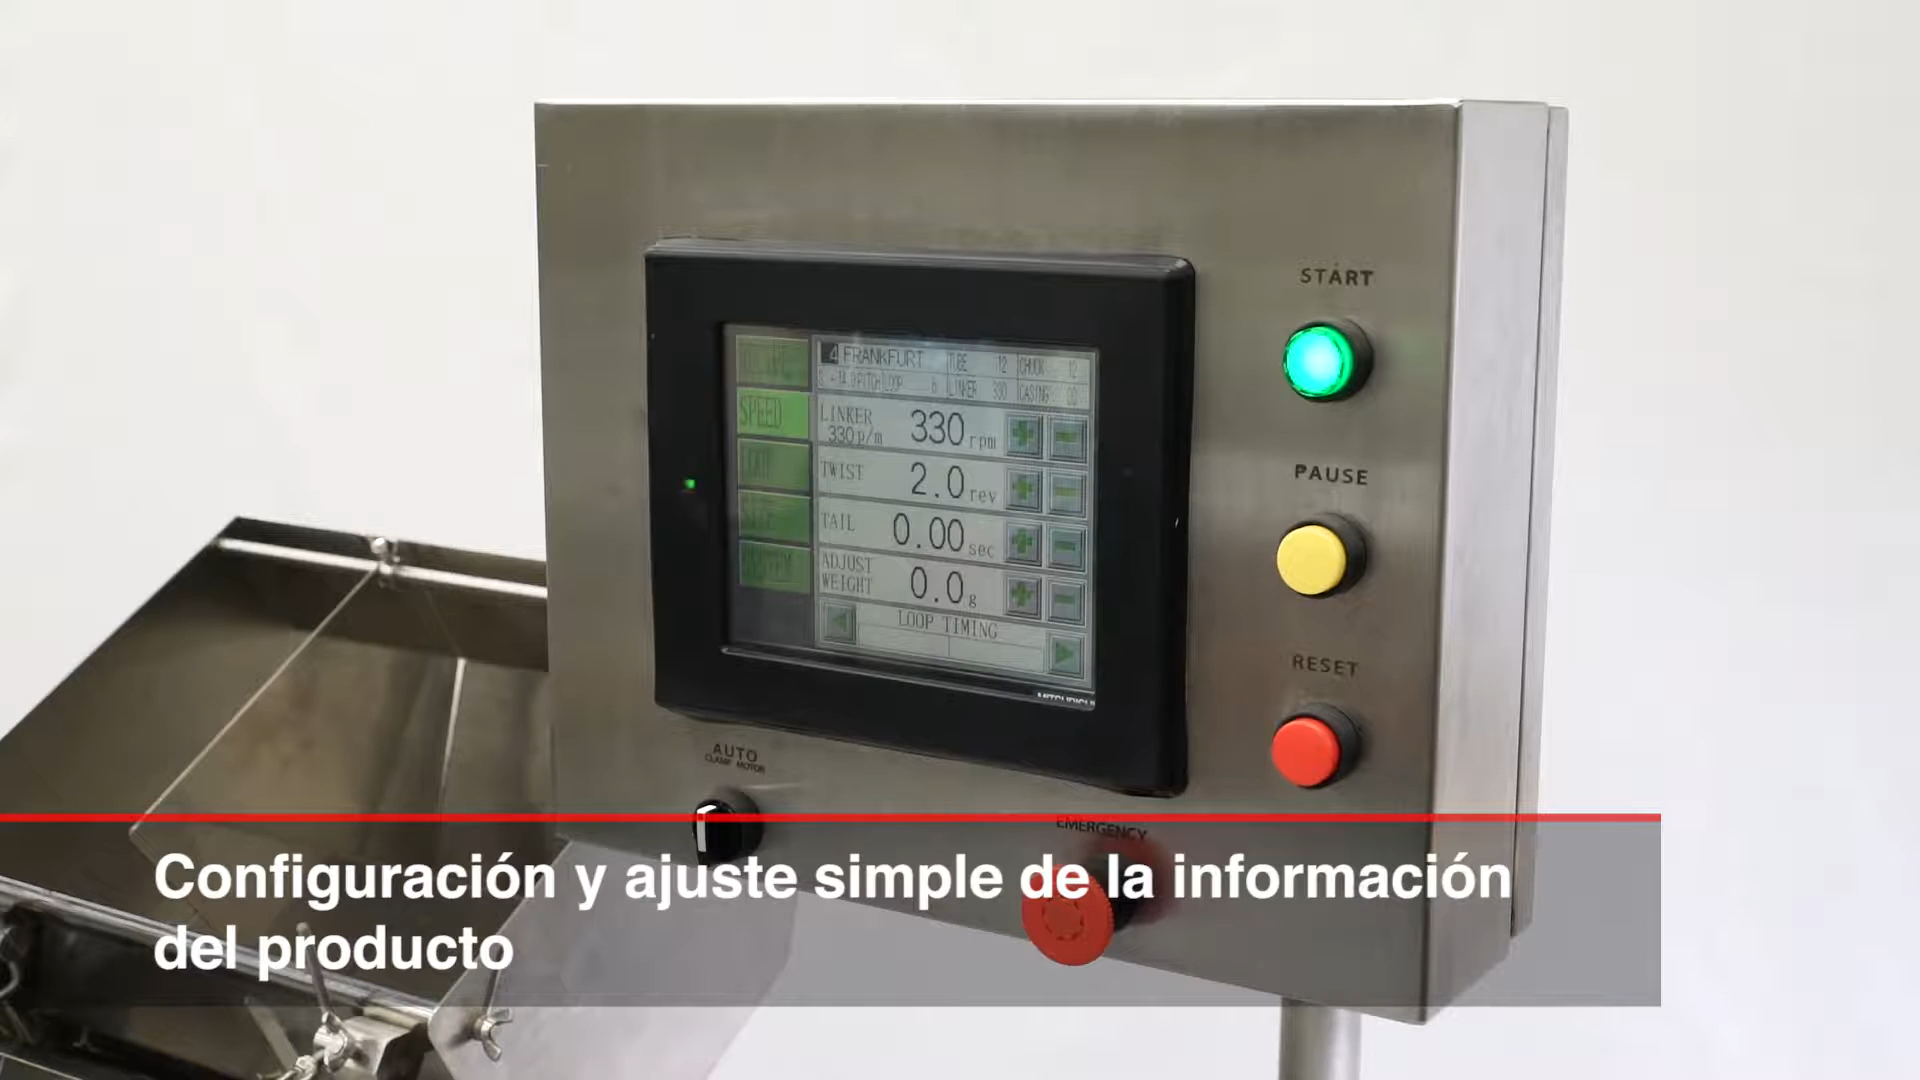 START
PAUSE
RESET
4 FRANKFURT TUBE 12 CHUCK 12
LOOP 6 LINKER 330 CASING
SPEED
LINKER 330 rpm
330 p/m
TWIST 2.0 rev
TAIL 0.00 sec
ADJUST
WEIGHT 0.0 g
LOOP TIMING
MITSUBISHI
AUTO
CLAMP MOTOR
EMERGENCY
Configuración y ajuste simple de la información
del producto